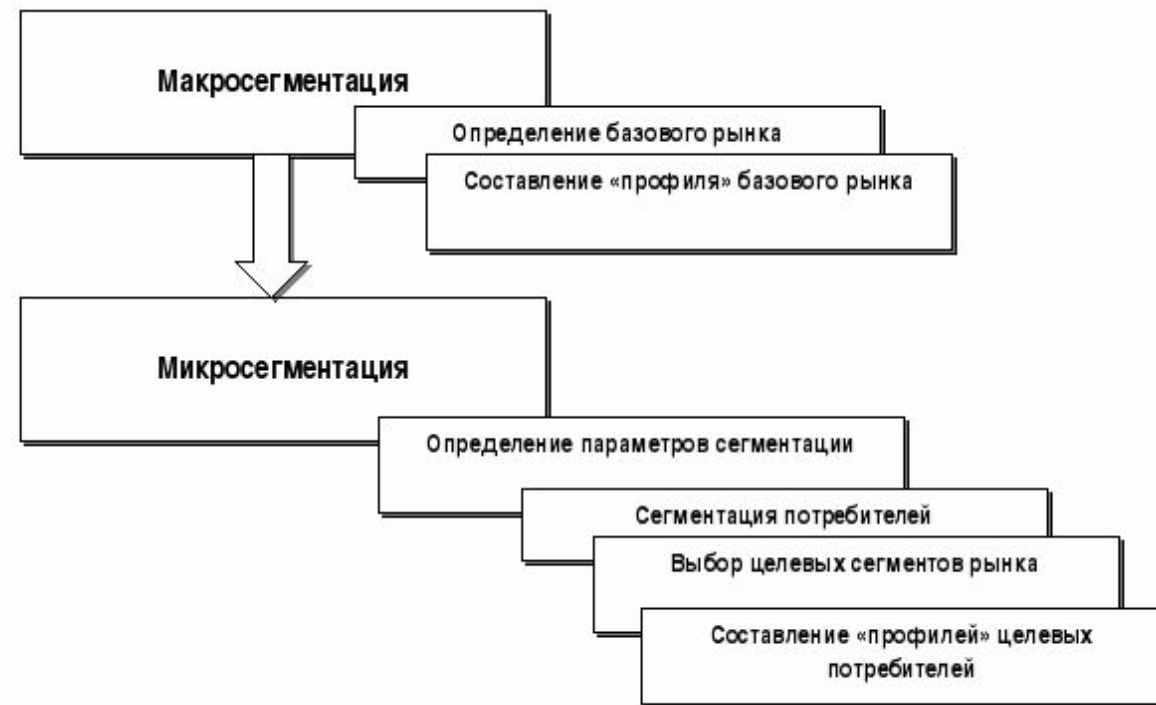 Макросегментация
Определение базового рынка
Составление «профиля» базового рынка
Микросегментация
Определение параметров сегментации
Сегментация потребителей
Выбор целевых сегментов рынка
Составление «профилей» целевых
потребителей